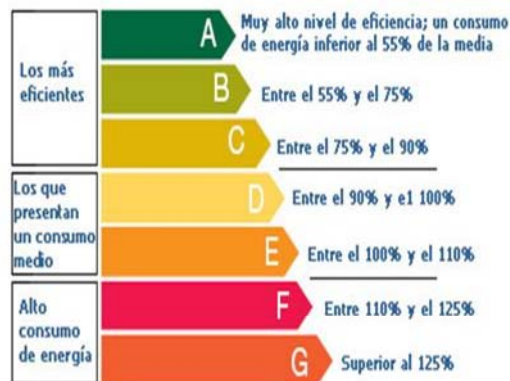 Los más
eficientes
A
Muy alto nivel de eficiencia; un consumo
de energía inferior al 55% de la media
B
Entre el 55% y el 75%
C
Entre el 75% y el 90%
Los que
presentan
un consumo
medio
D
Entre el 90% y e1 100%
E
Entre el 100% y el 110%
Alto
consumo
de energía
F
Entre 110% y el 125%
G
Superior al 125%